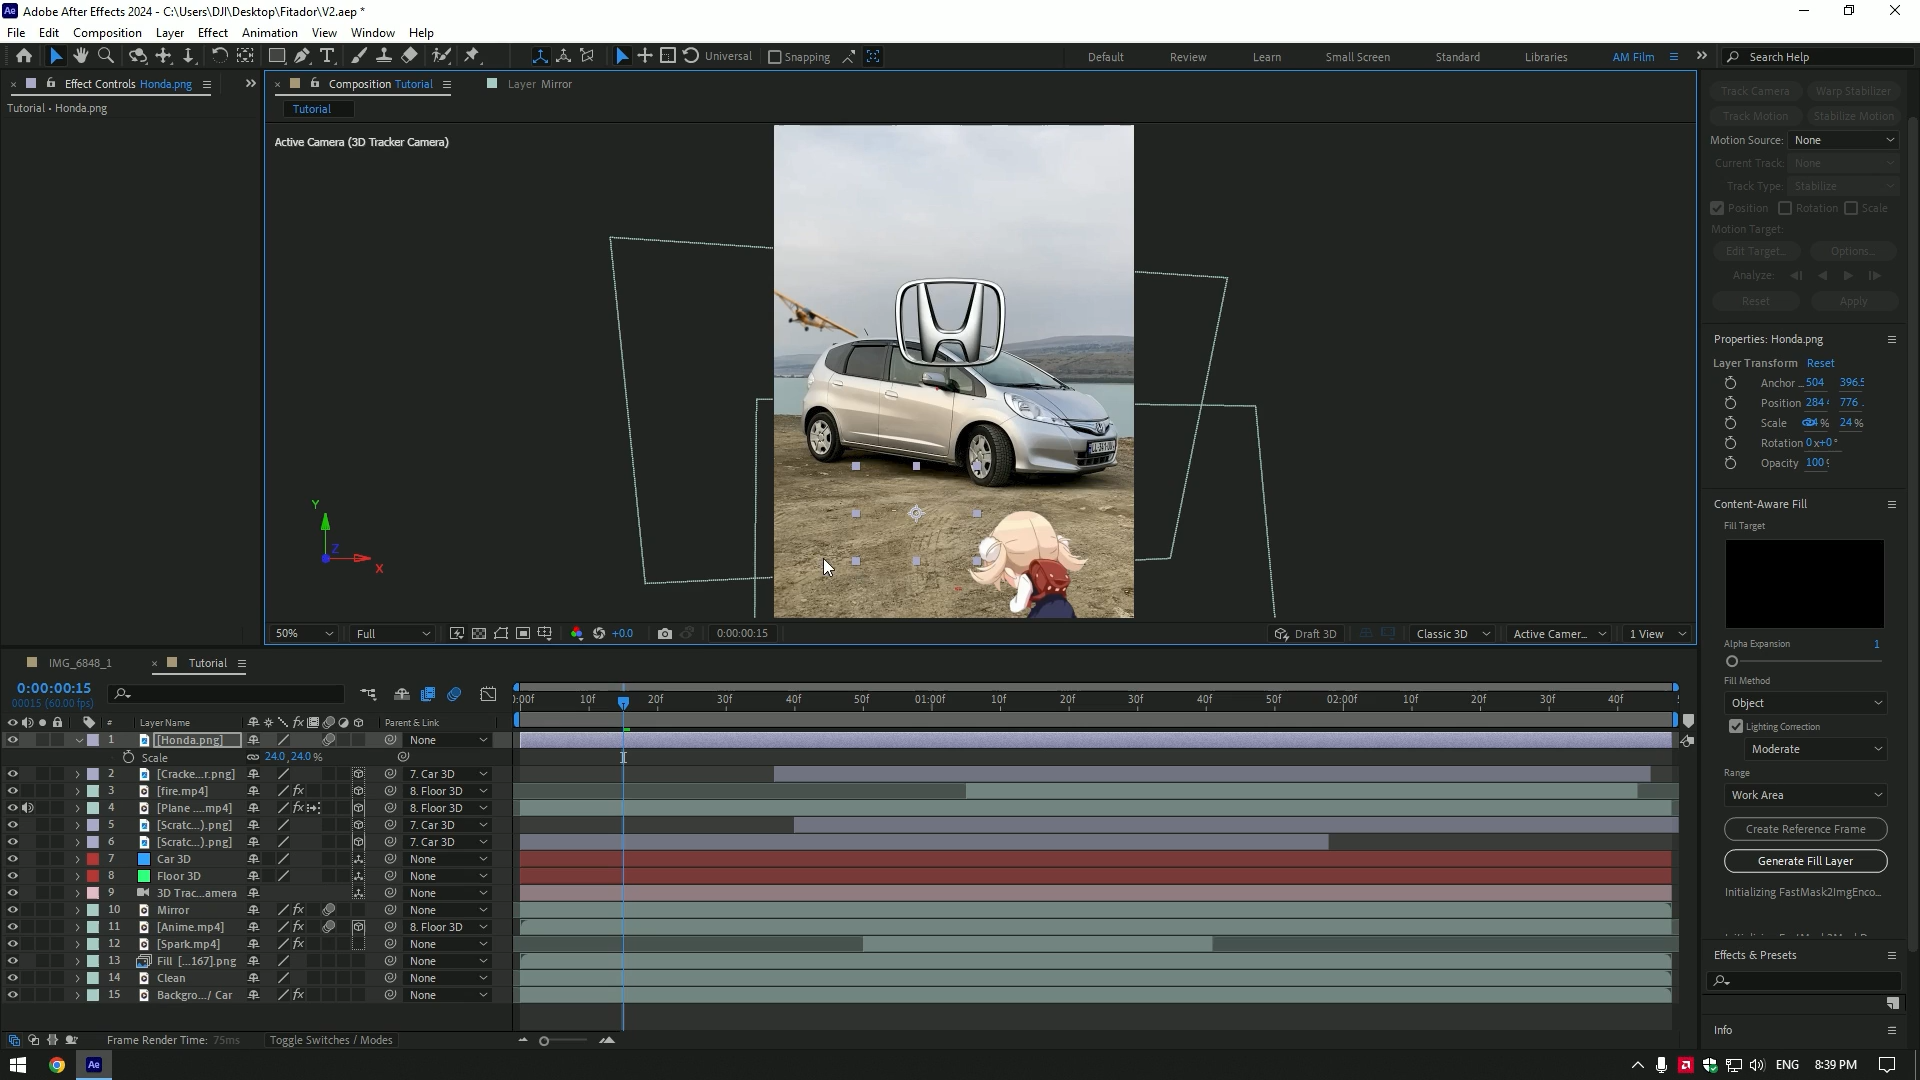 Adobe After Effects 2024 - C:\Users\DJI\Desktop\Fitador\V2.aep *
File Edit Composition Layer Effect Animation View Window Help
Universal Snapping Default Review Learn Small Screen Standard Libraries AM Film Search Help
Effect Controls Honda.png
Tutorial • Honda.png
Composition Tutorial Layer Mirror
Tutorial
Active Camera (3D Tracker Camera)
Y
Z
X
50% Full +0.0 0:00:00:15 Draft 3D Classic 3D Active Camer... 1 View
Track Camera Warp Stabilizer
Track Motion Stabilize Motion
Motion Source: None
Current Track: None
Track Type: Stabilize
Position Rotation Scale
Motion Target:
Edit Target... Options...
Analyze:
Reset Apply
Properties: Honda.png
Layer Transform Reset
Anchor ... 504 396.5
Position 284 776
Scale 24% 24%
Rotation 0x+0°
Opacity 100
Content-Aware Fill
Fill Target
Alpha Expansion 1
Fill Method
Object
Lighting Correction
Moderate
Range
Work Area
Create Reference Frame
Generate Fill Layer
Initializing FastMask2ImgEnco...
Effects & Presets
Info
IMG_6848_1 Tutorial
0:00:00:15
00015 (60.00 fps)
:00f 10f 20f 30f 40f 50f 01:00f 10f 20f 30f 40f 50f 02:00f 10f 20f 30f 40f
# Layer Name Parent & Link
1 [Honda.png] None
Scale 24.0, 24.0 %
2 [Cracke...r.png] 7. Car 3D
3 [fire.mp4] 8. Floor 3D
4 [Plane ....mp4] 8. Floor 3D
5 [Scratc...).png] 7. Car 3D
6 [Scratc...).png] 7. Car 3D
7 Car 3D None
8 Floor 3D None
9 3D Trac...amera None
10 Mirror None
11 [Anime.mp4] 8. Floor 3D
12 [Spark.mp4] None
13 Fill [...167].png None
14 Clean None
15 Backgro.../ Car None
Frame Render Time: 75ms Toggle Switches / Modes
ENG 8:39 PM